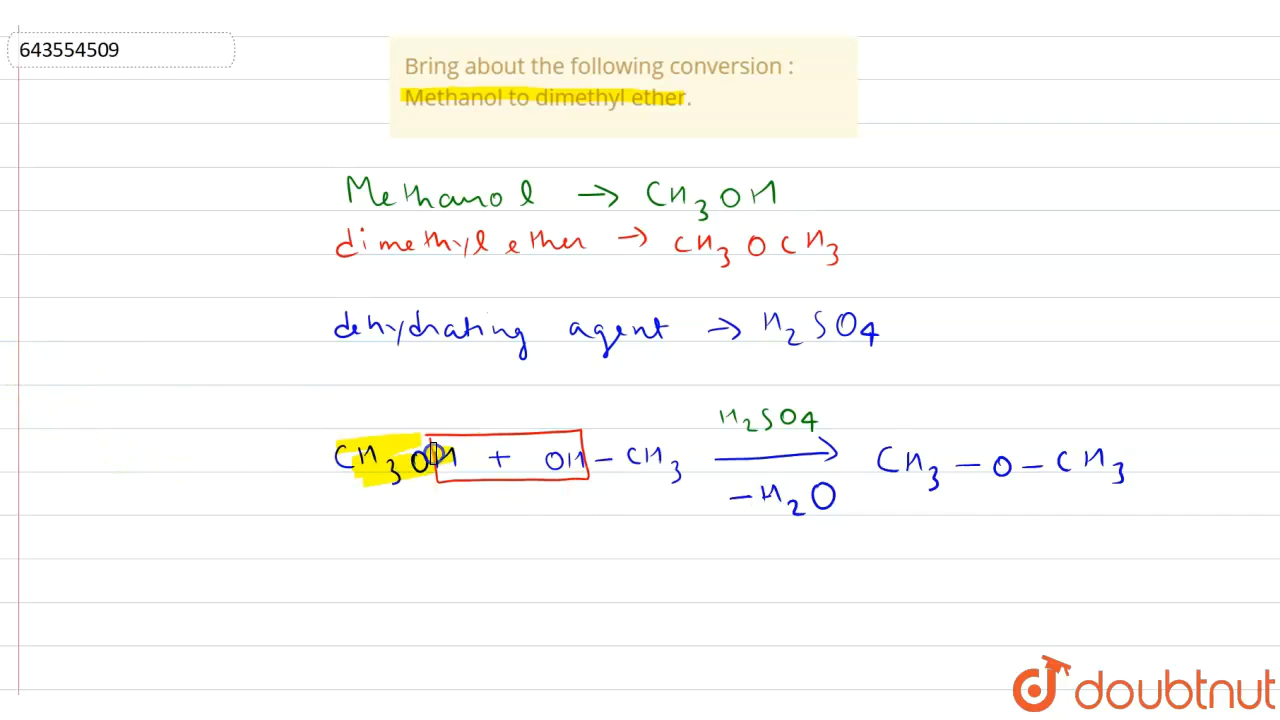 643554509
Bring about the following conversion :
Methanol to dimethyl ether.
Methanol → CH3OH
dimethyl ether → CH3OCH3
dehydrating agent → H2SO4
H2SO4
CH3OH + OH – CH3 → CH3 – O – CH3
– H2O
doubtnut